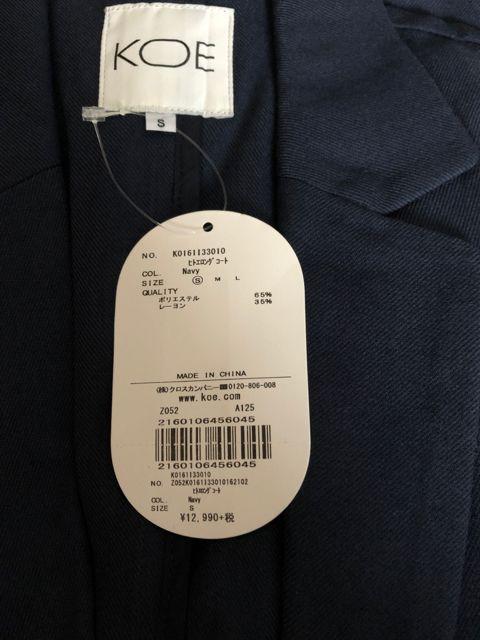 KOE
S
NO. K0161133010
ﾋﾄｴﾛﾝｸﾞｺｰﾄ
COL. Navy
SIZE Ⓢ M L
QUALITY
ポリエステル 65%
レーヨン 35%
MADE IN CHINA
(株)クロスカンパニー 0120-806-008
www.koe.com
Z052 A125
2160106456045
2160106456045
K0161133010
NO. Z052K0161133010162102
ﾋﾄｴﾛﾝｸﾞｺｰﾄ
COL. Navy
SIZE S
¥12,990+税